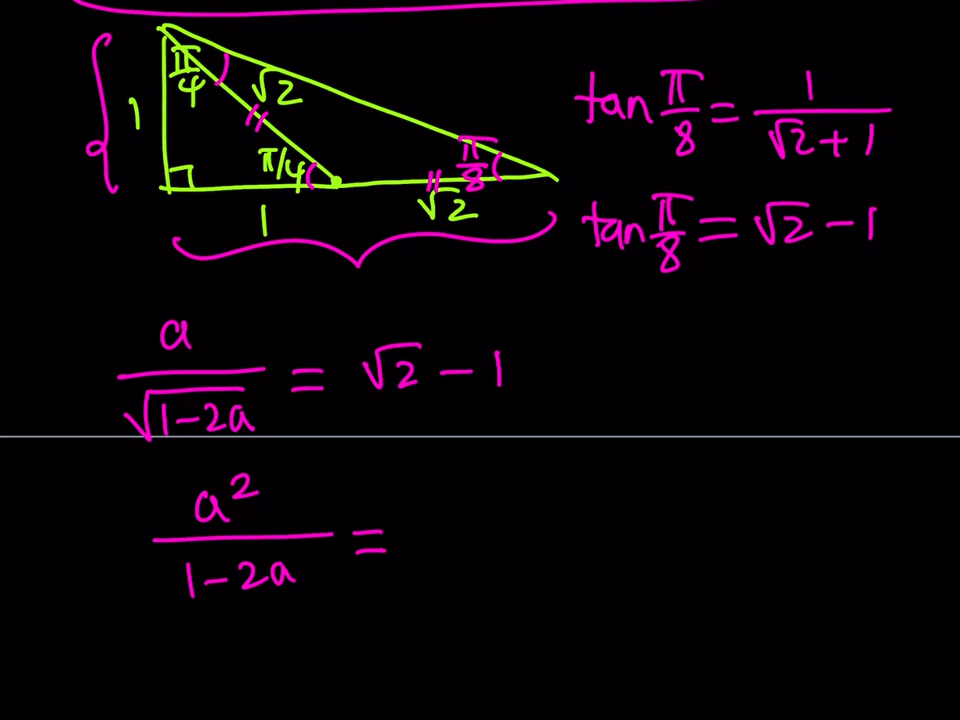 π/4
√2
1
π/4
π/8
1
√2
tan π/8 = 1/(√2 + 1)
tan π/8 = √2 − 1
a/√(1−2a) = √2 − 1
a²/(1−2a) =